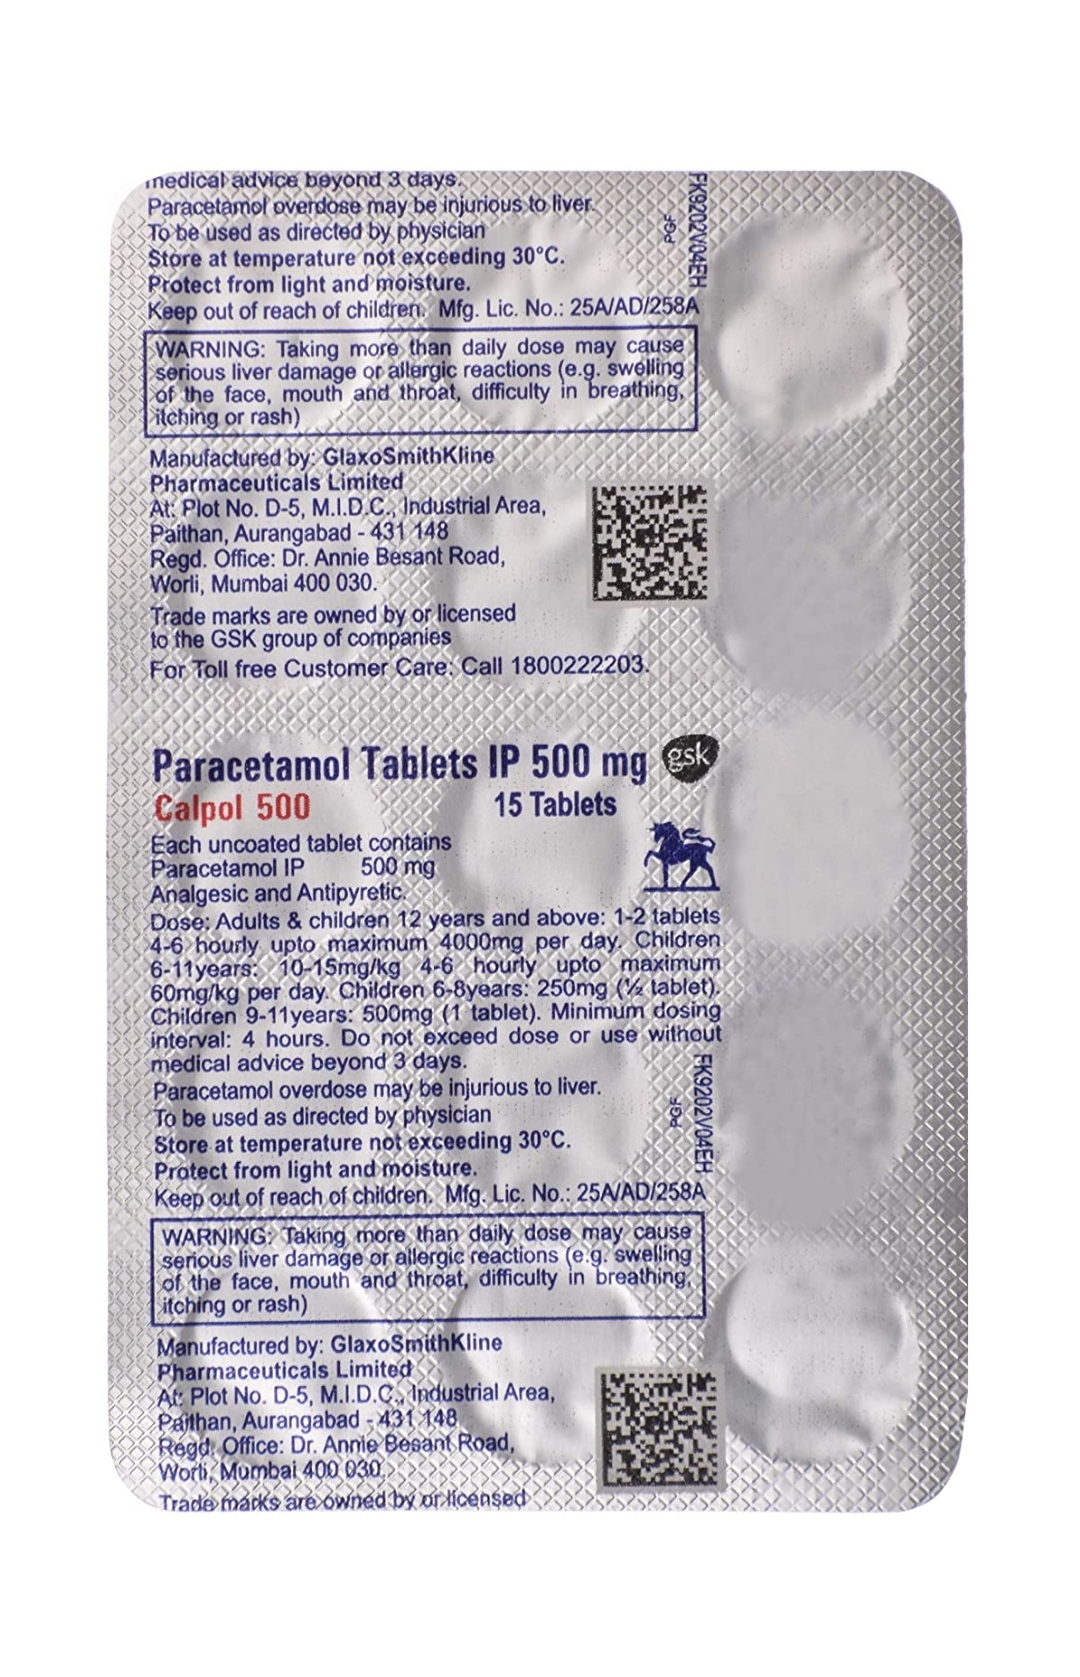 medical advice beyond 3 days.
Paracetamol overdose may be injurious to liver.
To be used as directed by physician
Store at temperature not exceeding 30°C.
Protect from light and moisture.
Keep out of reach of children. Mfg. Lic. No.: 25A/AD/258A
PGF
FK9202V04EH
WARNING: Taking more than daily dose may cause
serious liver damage or allergic reactions (e.g. swelling
of the face, mouth and throat, difficulty in breathing,
itching or rash)
Manufactured by: GlaxoSmithKline
Pharmaceuticals Limited
At: Plot No. D-5, M.I.D.C., Industrial Area,
Paithan, Aurangabad - 431 148
Regd. Office: Dr. Annie Besant Road,
Worli, Mumbai 400 030.
Trade marks are owned by or licensed
to the GSK group of companies
For Toll free Customer Care: Call 1800222203.
Paracetamol Tablets IP 500 mg
gsk
Calpol 500 15 Tablets
Each uncoated tablet contains
Paracetamol IP 500 mg
Analgesic and Antipyretic.
Dose: Adults & children 12 years and above: 1-2 tablets
4-6 hourly upto maximum 4000mg per day. Children
6-11years: 10-15mg/kg 4-6 hourly upto maximum
60mg/kg per day. Children 6-8years: 250mg (½ tablet).
Children 9-11years: 500mg (1 tablet). Minimum dosing
interval: 4 hours. Do not exceed dose or use without
medical advice beyond 3 days.
Paracetamol overdose may be injurious to liver.
To be used as directed by physician
Store at temperature not exceeding 30°C.
Protect from light and moisture.
Keep out of reach of children. Mfg. Lic. No.: 25A/AD/258A
PGF
FK9202V04EH
WARNING: Taking more than daily dose may cause
serious liver damage or allergic reactions (e.g. swelling
of the face, mouth and throat, difficulty in breathing,
itching or rash)
Manufactured by: GlaxoSmithKline
Pharmaceuticals Limited
At: Plot No. D-5, M.I.D.C., Industrial Area,
Paithan, Aurangabad - 431 148
Regd. Office: Dr. Annie Besant Road,
Worli, Mumbai 400 030.
Trade marks are owned by or licensed